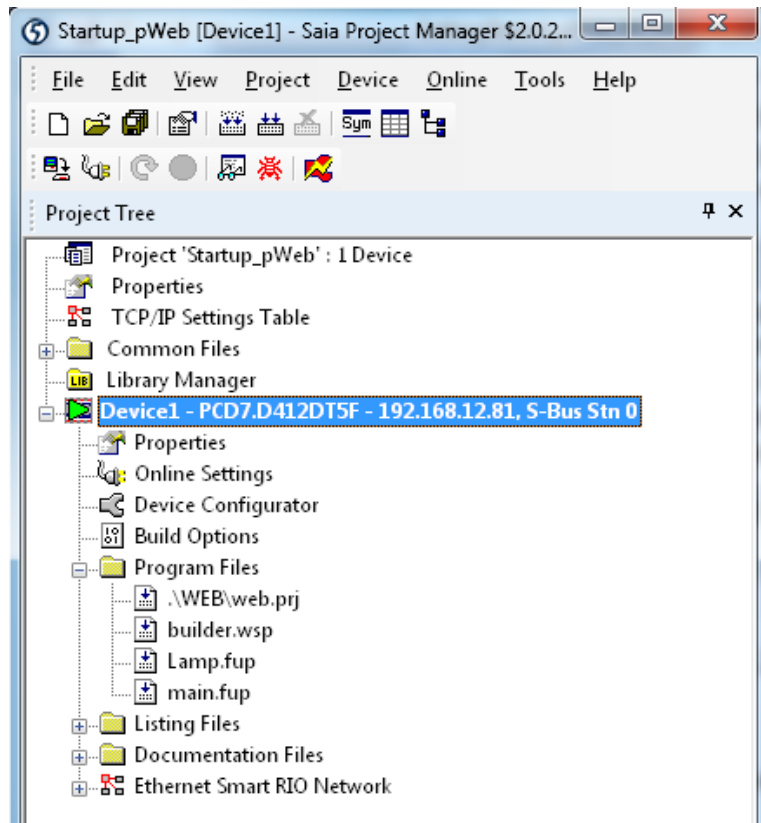 Startup_pWeb [Device1] - Saia Project Manager $2.0.2...
File Edit View Project Device Online Tools Help
Sym
Project Tree
Project 'Startup_pWeb' : 1 Device
Properties
TCP/IP Settings Table
Common Files
LIB Library Manager
Device1 - PCD7.D412DT5F - 192.168.12.81, S-Bus Stn 0
Properties
Online Settings
Device Configurator
Build Options
Program Files
.\WEB\web.prj
builder.wsp
Lamp.fup
main.fup
Listing Files
Documentation Files
Ethernet Smart RIO Network